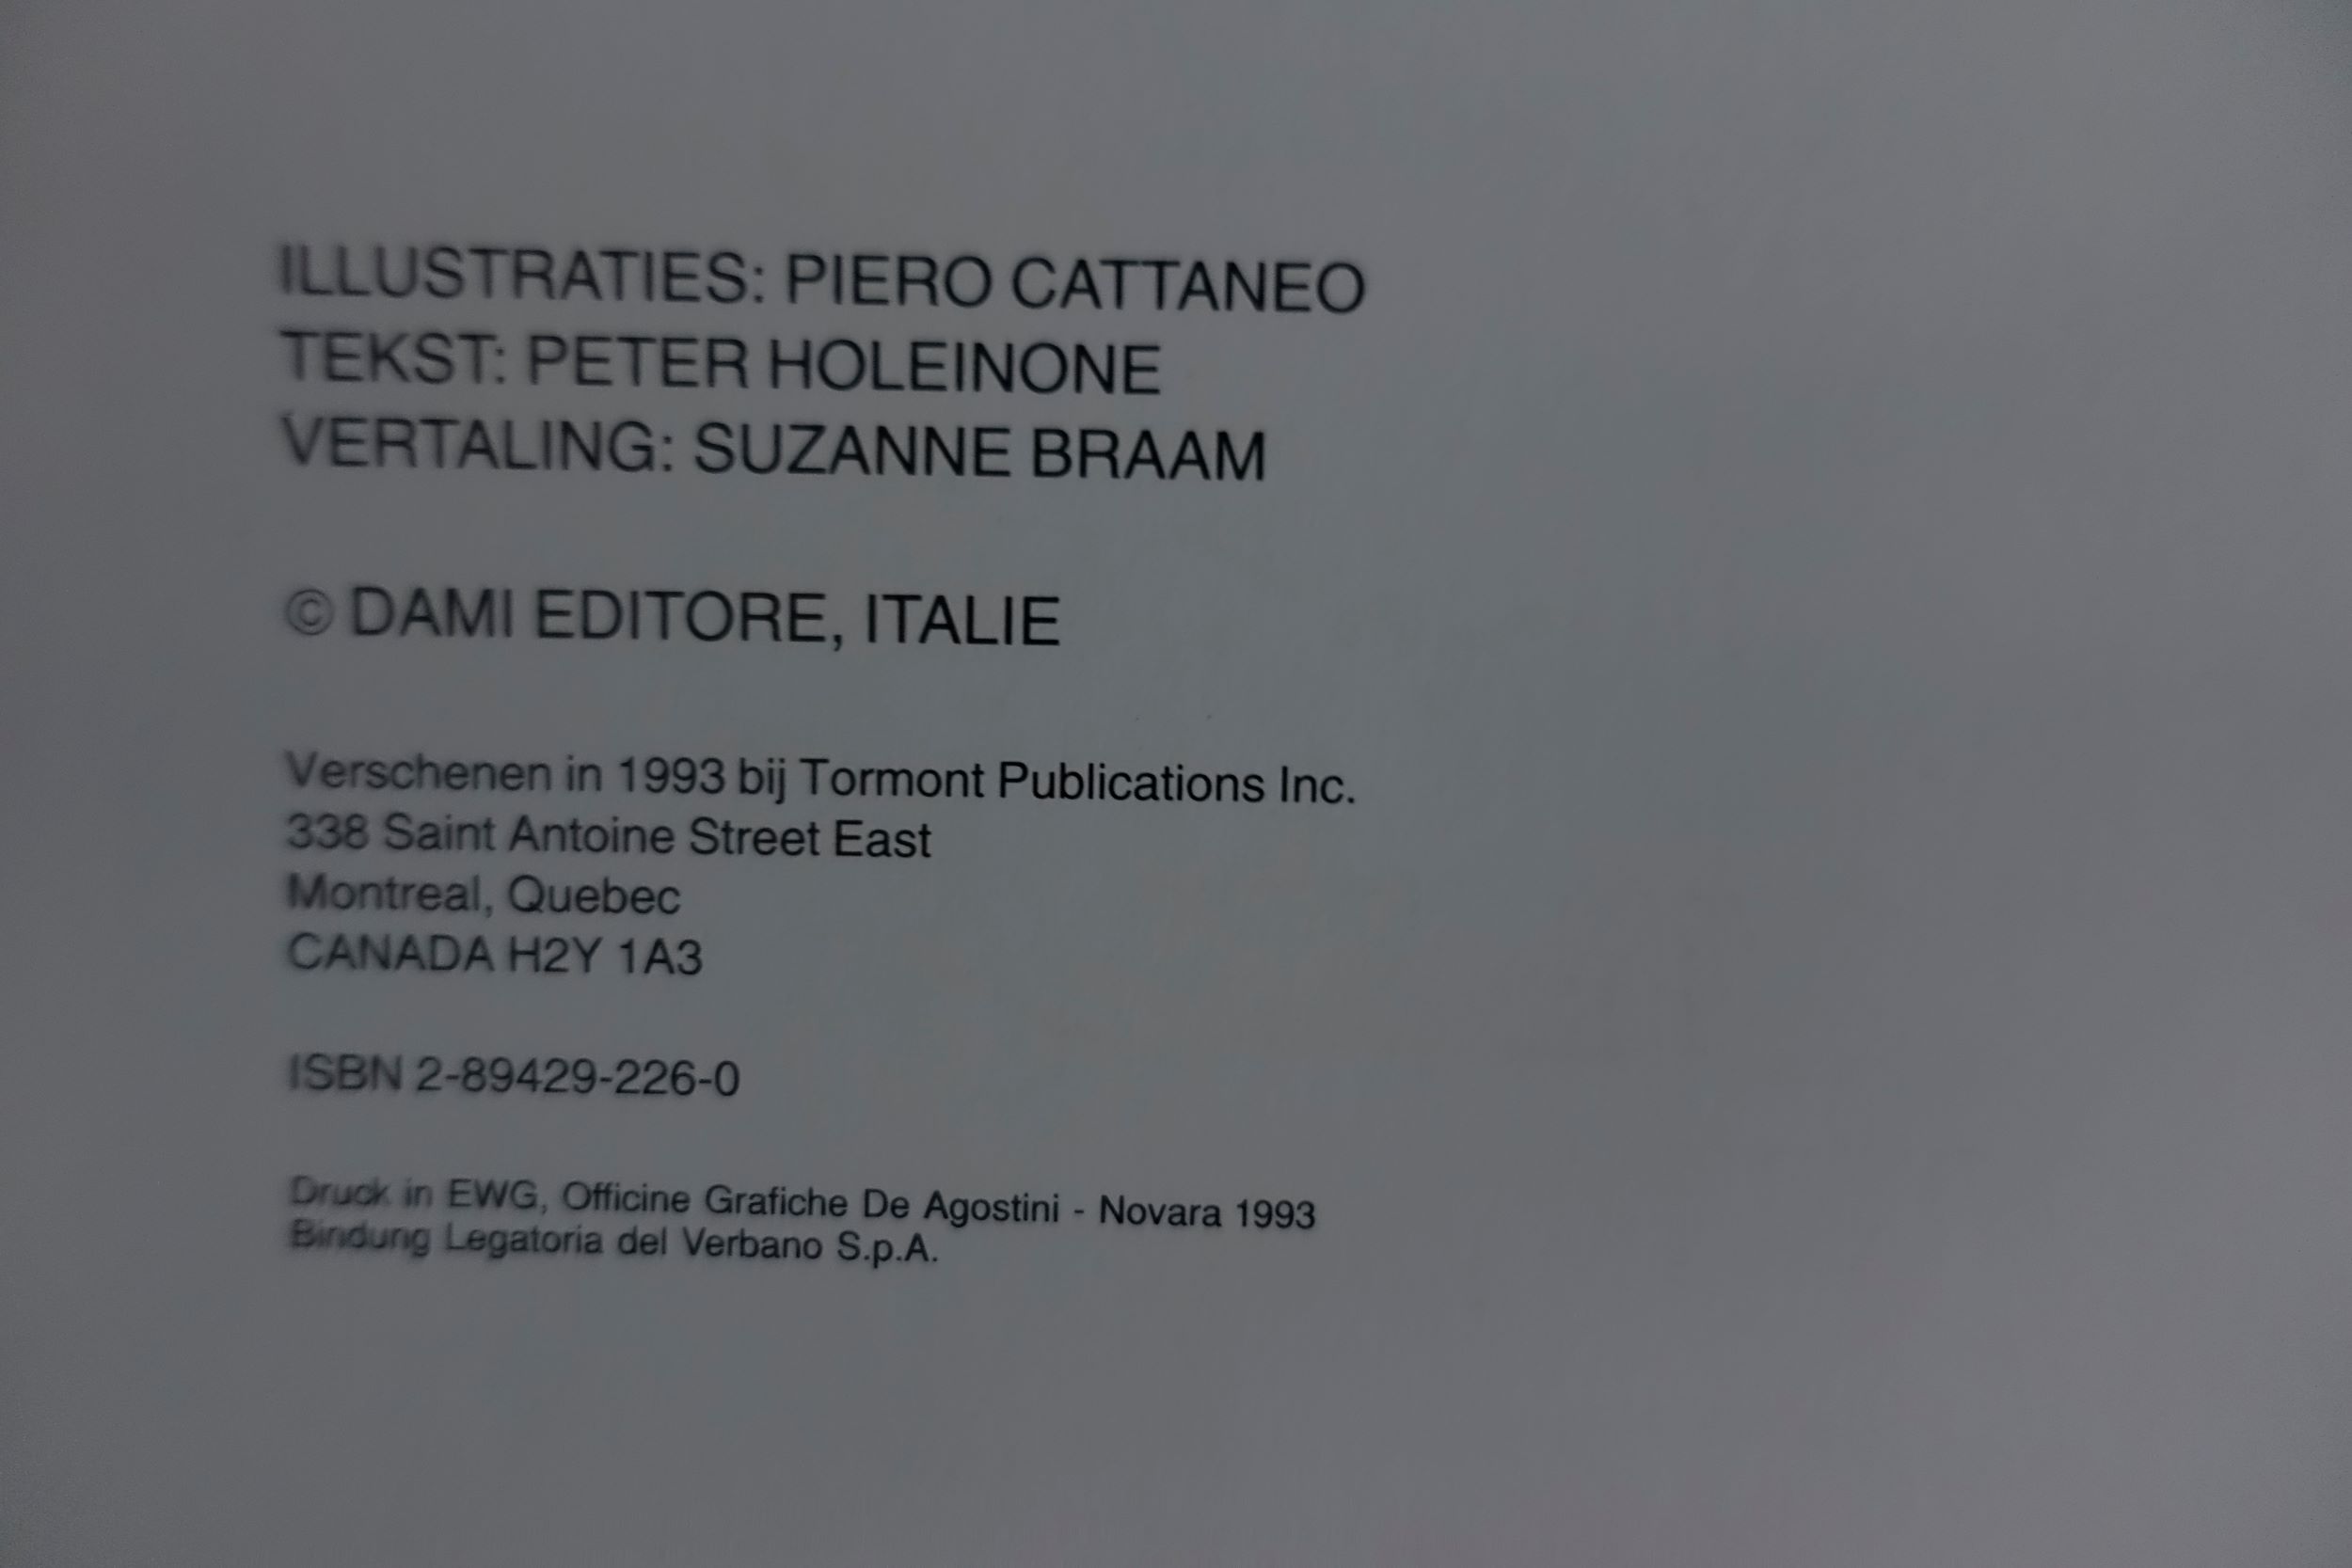 ILLUSTRATIES: PIERO CATTANEO
TEKST: PETER HOLEINONE
VERTALING: SUZANNE BRAAM
© DAMI EDITORE, ITALIE
Verschenen in 1993 bij Tormont Publications Inc.
338 Saint Antoine Street East
Montreal, Quebec
CANADA H2Y 1A3
ISBN 2-89429-226-0
Druck in EWG, Officine Grafiche De Agostini - Novara 1993
Bindung Legatoria del Verbano S.p.A.